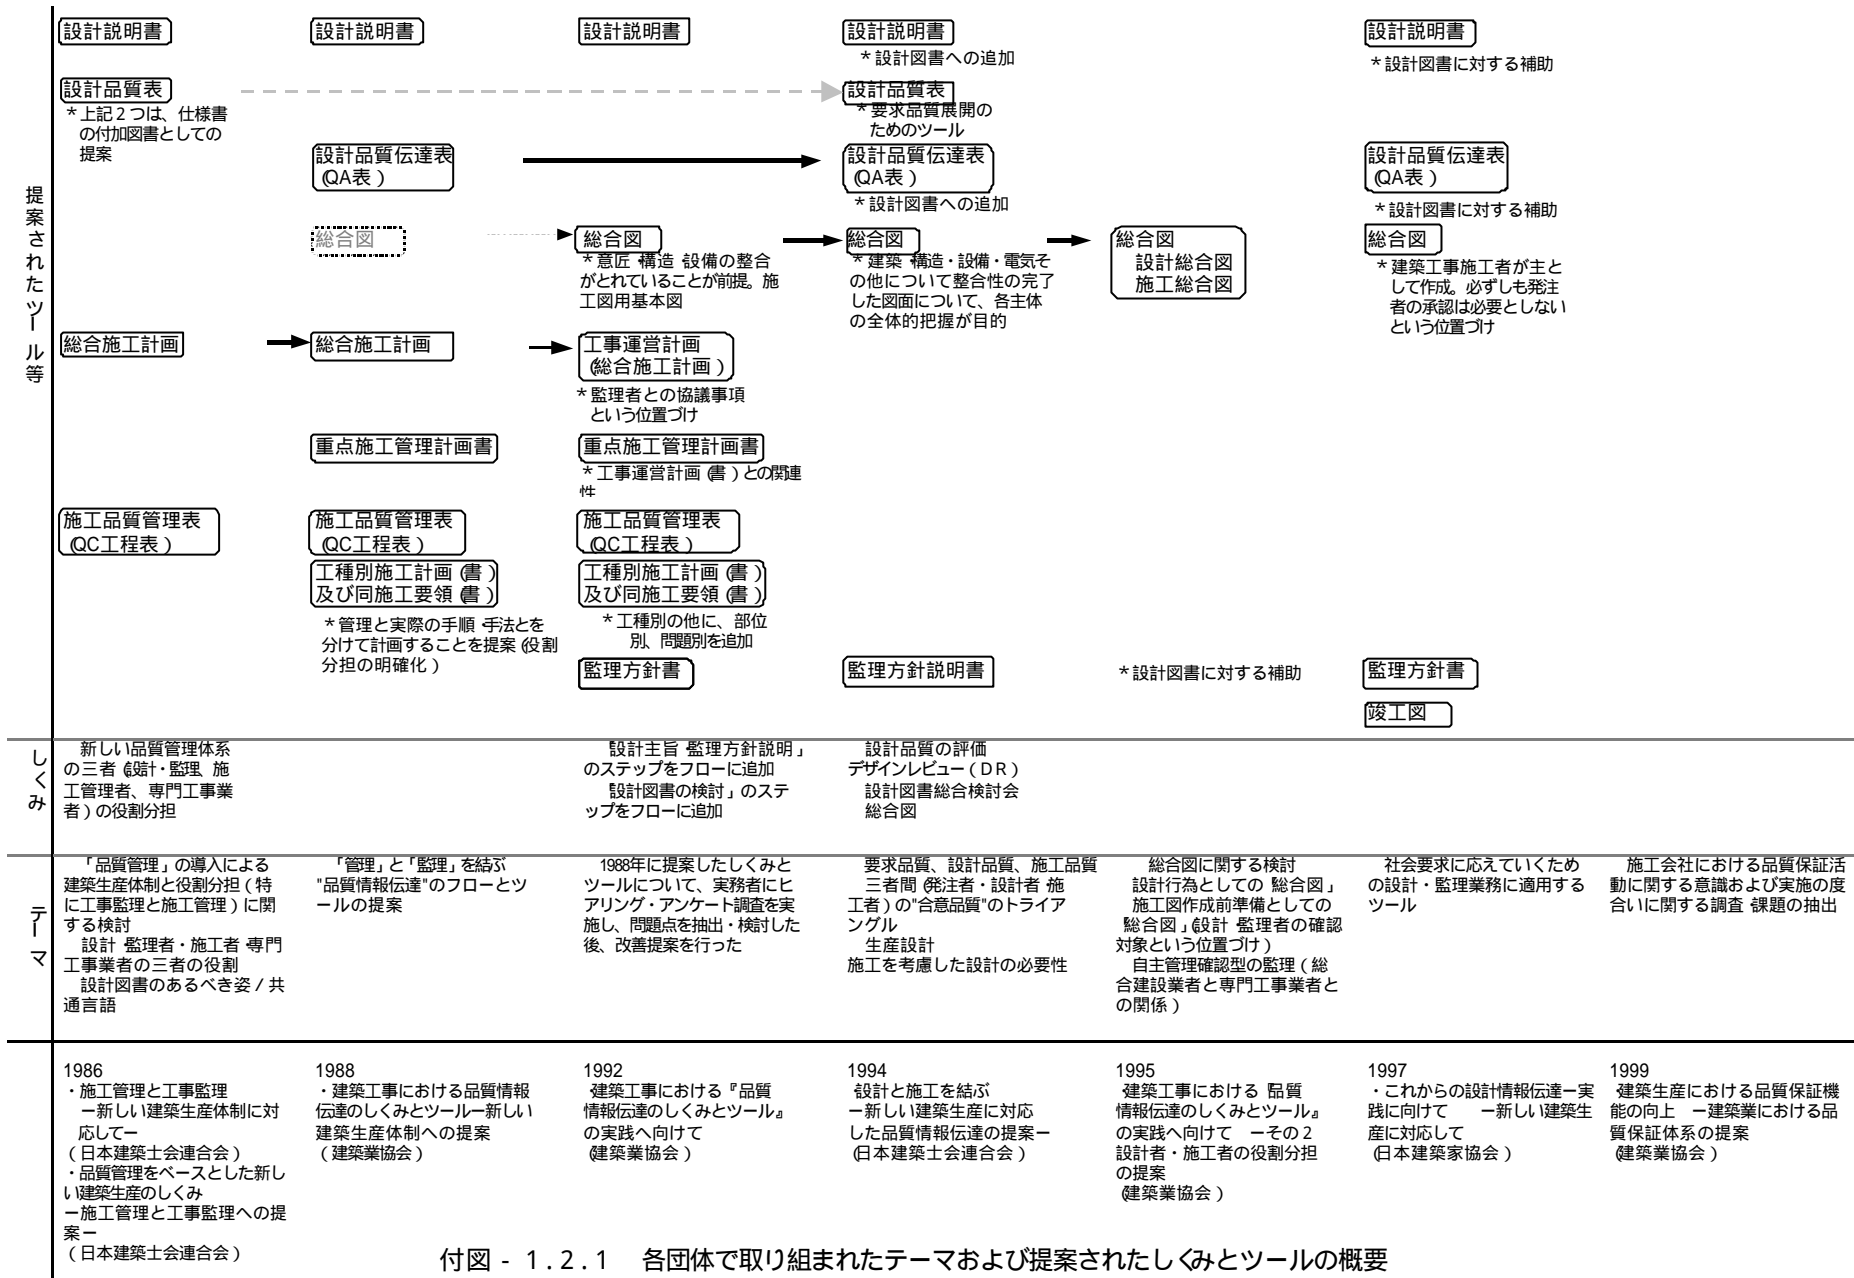 設計説明書
設計説明書
設計説明書
設計説明書
*設計図書への追加
設計説明書
*設計図書に対する補助
設計品質表
*上記2つは、仕様書
の付加図書としての
提案
設計品質表
*要求品質展開の
ためのツール
設計品質伝達表
(QA表)
設計品質伝達表
(QA表)
*設計図書への追加
設計品質伝達表
(QA表)
*設計図書に対する補助
提案されたツール等
総合図
総合図
*意匠・構造・設備の整合
がとれていることが前提。施
工図用基本図
総合図
*建築・構造・設備・電気そ
の他について整合性の完了
した図面について、各主体
の全体的把握が目的
総合図
設計総合図
施工総合図
総合図
*建築工事施工者が主と
して作成。必ずしも発注
者の承認は必要としない
という位置づけ
総合施工計画
総合施工計画
工事運営計画
(総合施工計画)
*監理者との協議事項
という位置づけ
重点施工管理計画書
重点施工管理計画書
*工事運営計画(書)との関連
性
施工品質管理表
(QC工程表)
施工品質管理表
(QC工程表)
施工品質管理表
(QC工程表)
工種別施工計画(書)
及び同施工要領(書)
*管理と実際の手順・手法とを
分けて計画することを提案(役割
分担の明確化)
工種別施工計画(書)
及び同施工要領(書)
*工種別の他に、部位
別、問題別を追加
監理方針書
監理方針説明書
*設計図書に対する補助
監理方針書
竣工図
しくみ
新しい品質管理体系
の三者(設計・監理、施
工管理者、専門工事業
者)の役割分担
「設計主旨・監理方針説明」
のステップをフローに追加
「設計図書の検討」のステ
ップをフローに追加
設計品質の評価
デザインレビュー(DR)
設計図書総合検討会
総合図
テーマ
「品質管理」の導入による
建築生産体制と役割分担(特
に工事監理と施工管理)に関
する検討
設計・監理者・施工者・専門
工事業者の三者の役割
設計図書のあるべき姿/共
通言語
「管理」と「監理」を結ぶ
"品質情報伝達"のフローとツ
ールの提案
1988年に提案したしくみと
ツールについて、実務者にヒ
アリング・アンケート調査を実
施し、問題点を抽出・検討した
後、改善提案を行った
要求品質、設計品質、施工品質
三者間(発注者・設計者・施
工者)の"合意品質"のトライア
ングル
生産設計
施工を考慮した設計の必要性
総合図に関する検討
設計行為としての「総合図」
施工図作成前準備としての
「総合図」(設計・監理者の確認
対象という位置づけ)
自主管理確認型の監理(総
合建設業者と専門工事業者と
の関係)
社会要求に応えていくため
の設計・監理業務に適用する
ツール
施工会社における品質保証活
動に関する意識および実施の度
合いに関する調査・課題の抽出
1986
・施工管理と工事監理
ー新しい建築生産体制に対
応してー
(日本建築士会連合会)
・品質管理をベースとした新し
い建築生産のしくみ
ー施工管理と工事監理への提
案ー
(日本建築士会連合会)
1988
・建築工事における品質情報
伝達のしくみとツールー新しい
建築生産体制への提案
(建築業協会)
1992
・建築工事における『品質
情報伝達のしくみとツール』
の実践へ向けて
(建築業協会)
1994
・設計と施工を結ぶ
ー新しい建築生産に対応
した品質情報伝達の提案ー
(日本建築士会連合会)
1995
・建築工事における『品質
情報伝達のしくみとツール』
の実践へ向けて ーその2
設計者・施工者の役割分担
の提案
(建築業協会)
1997
・これからの設計情報伝達ー実
践に向けて ー新しい建築生
産に対応して
(日本建築家協会)
1999
・建築生産における品質保証機
能の向上 ー建築業における品
質保証体系の提案
(建築業協会)
付図-1.2.1 各団体で取り組まれたテーマおよび提案されたしくみとツールの概要